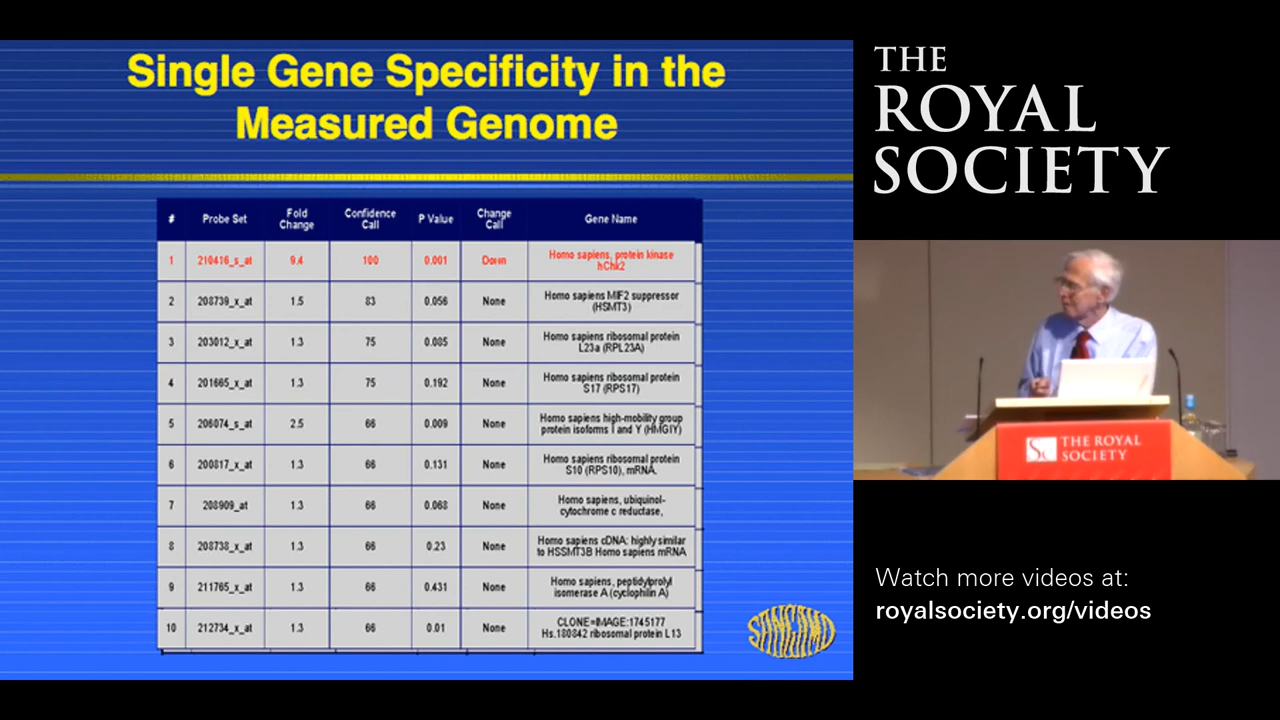 Single Gene Specificity in the
Measured Genome
# Probe Set Fold Change Confidence Call P Value Change Call Gene Name
1 210416_s_at 9.4 100 0.001 Down Homo sapiens, protein kinase hChk2
2 208739_x_at 1.5 83 0.056 None Homo sapiens MIF2 suppressor (HSMT3)
3 203012_x_at 1.3 75 0.085 None Homo sapiens ribosomal protein L23a (RPL23A)
4 201665_x_at 1.3 75 0.192 None Homo sapiens ribosomal protein S17 (RPS17)
5 206074_s_at 2.5 66 0.009 None Homo sapiens high-mobility group protein isoforms I and Y (HMGIY)
6 200817_x_at 1.3 66 0.131 None Homo sapiens ribosomal protein S10 (RPS10), mRNA.
7 208909_at 1.3 66 0.068 None Homo sapiens, ubiquinol-cytochrome c reductase,
8 208738_x_at 1.3 66 0.23 None Homo sapiens cDNA: highly similar to HSSMT3B Homo sapiens mRNA
9 211765_x_at 1.3 66 0.431 None Homo sapiens, peptidylprolyl isomerase A (cyclophilin A)
10 212734_x_at 1.3 66 0.01 None CLONE=IMAGE:1745177 Hs.180842 ribosomal protein L13
SANGAMO
THE
ROYAL
SOCIETY
THE ROYAL
SOCIETY
Watch more videos at:
royalsociety.org/videos